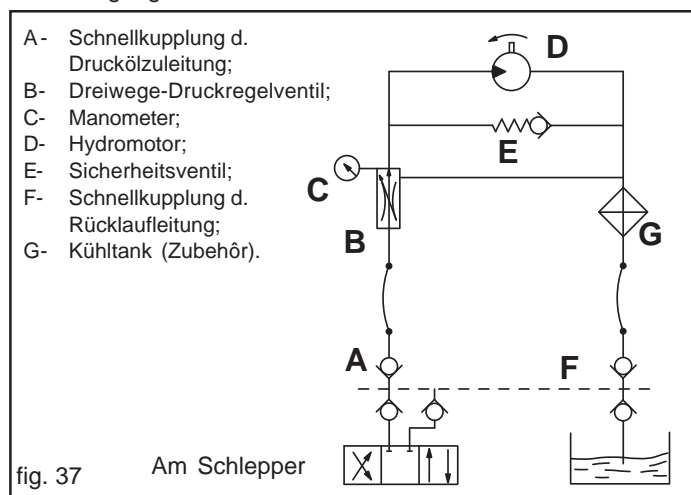 A- Schnellkupplung d.
Druckölzuleitung;
B- Dreiwege-Druckregelventil;
C- Manometer;
D- Hydromotor;
E- Sicherheitsventil;
F- Schnellkupplung d.
Rücklaufleitung;
G- Kühltank (Zubehôr).
D
E
C
B
G
A
F
fig. 37
Am Schlepper